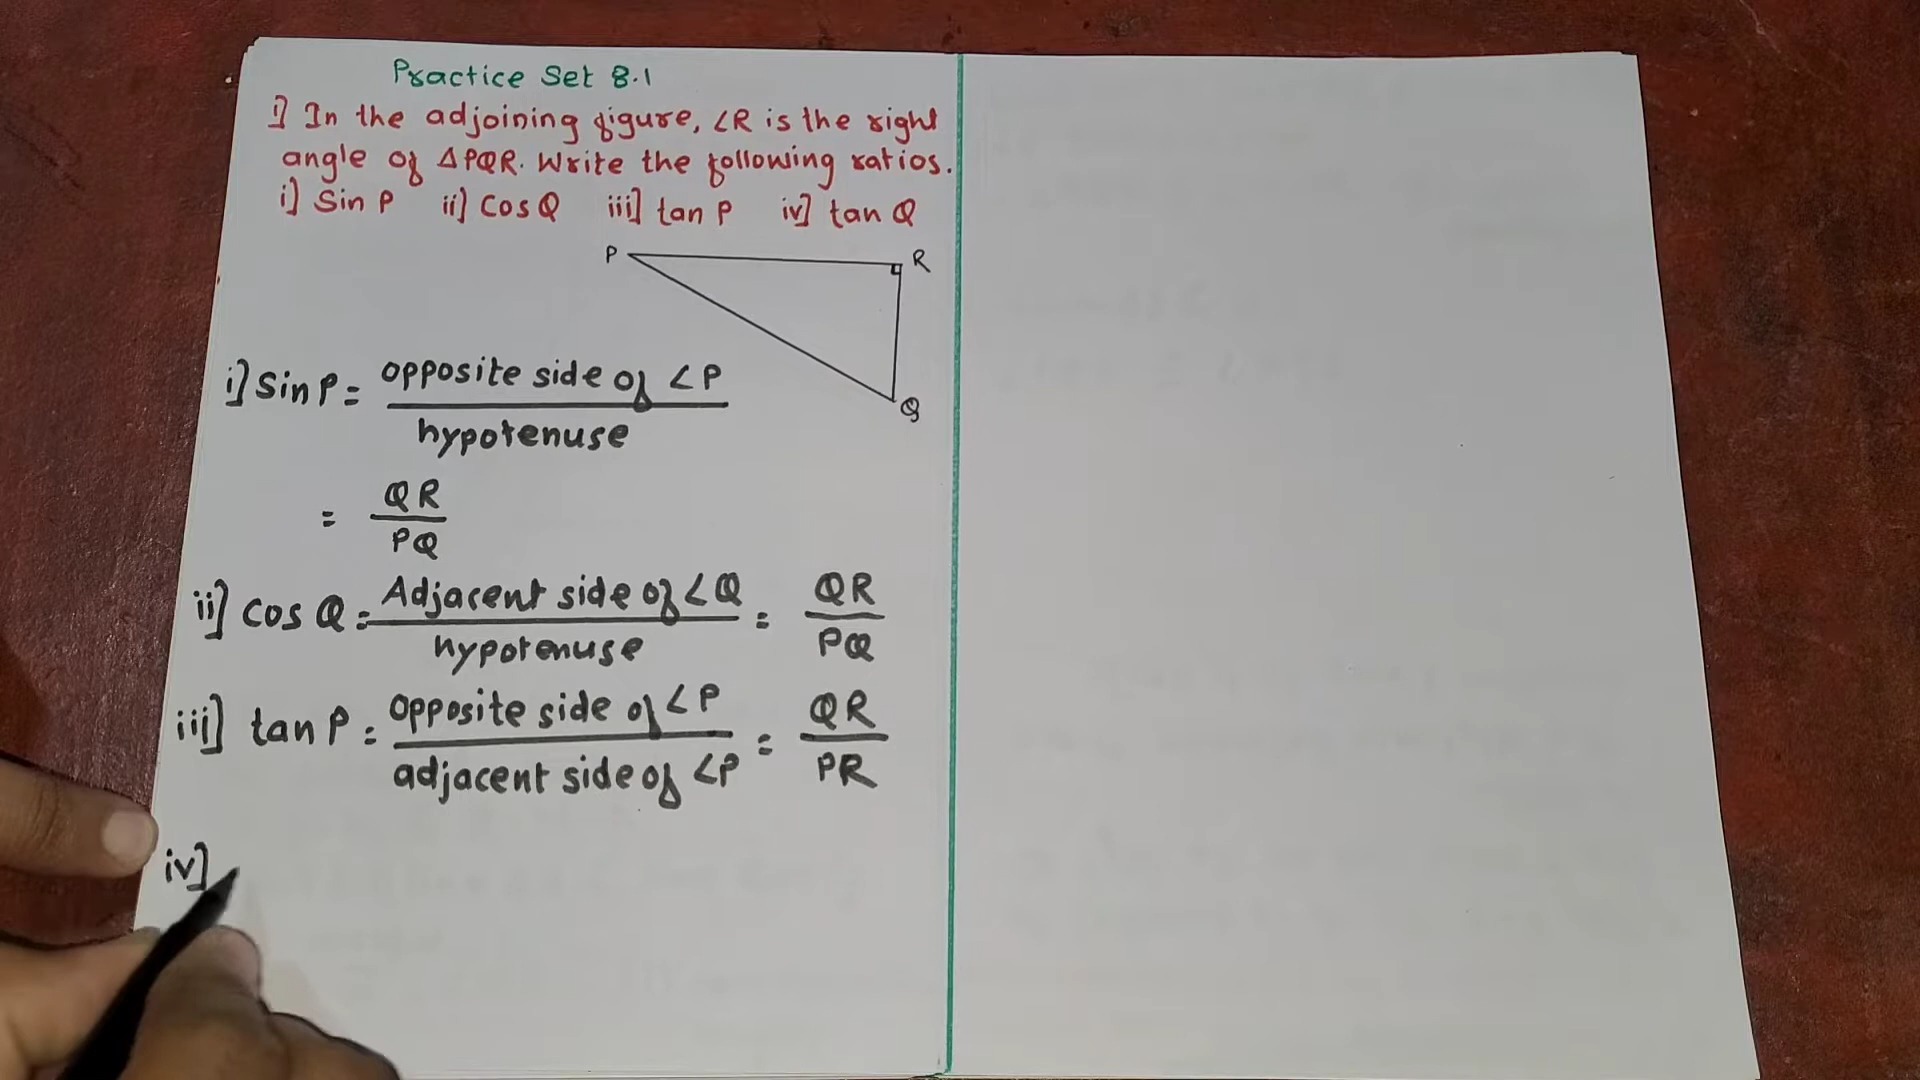 Practice Set 8.1
i] In the adjoining figure, ∠R is the right
angle of △PQR. Write the following ratios.
i] Sin P ii] Cos Q iii] tan P iv] tan Q
P R
Q
i] Sin P = opposite side of ∠P / hypotenuse
= QR / PQ
ii] cos Q = Adjacent side of ∠Q / hypotenuse = QR / PQ
iii] tan P = opposite side of ∠P / adjacent side of ∠P = QR / PR
iv]